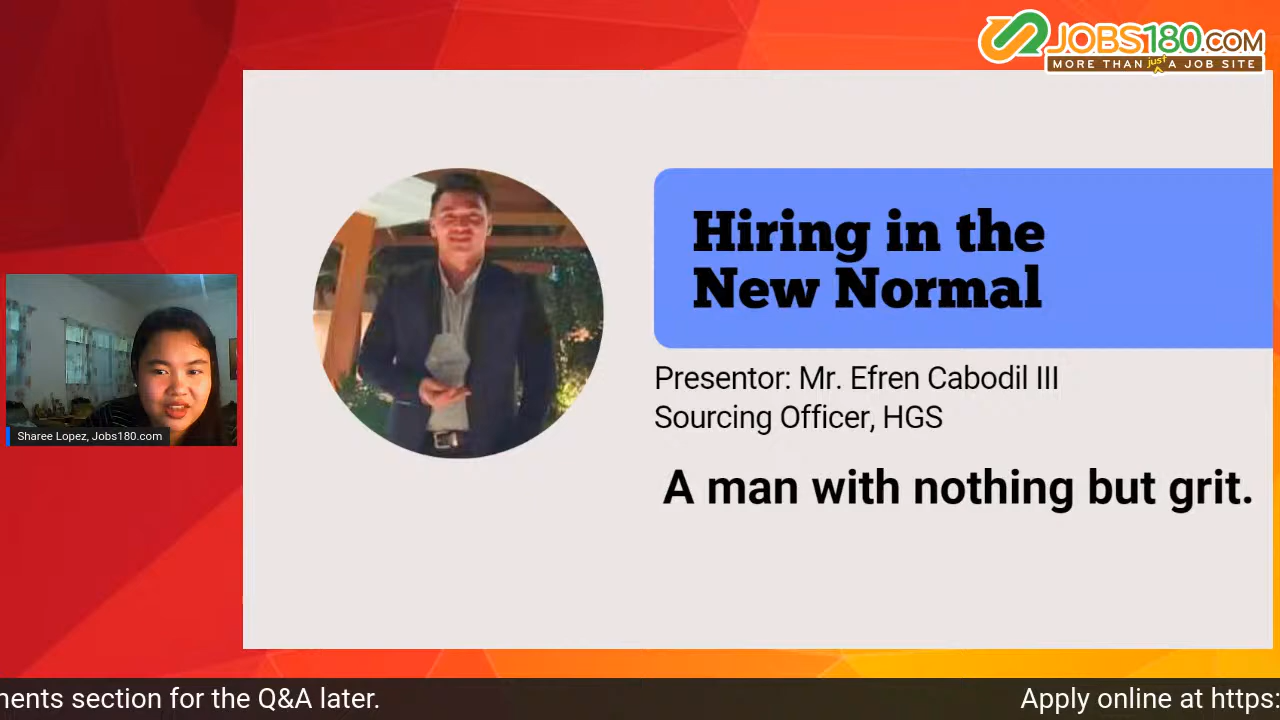 JOBS180.COM
MORE THAN just A JOB SITE
Hiring in the
New Normal
Presentor: Mr. Efren Cabodil III
Sourcing Officer, HGS
A man with nothing but grit.
Sharee Lopez, Jobs180.com
nents section for the Q&A later.
Apply online at https: